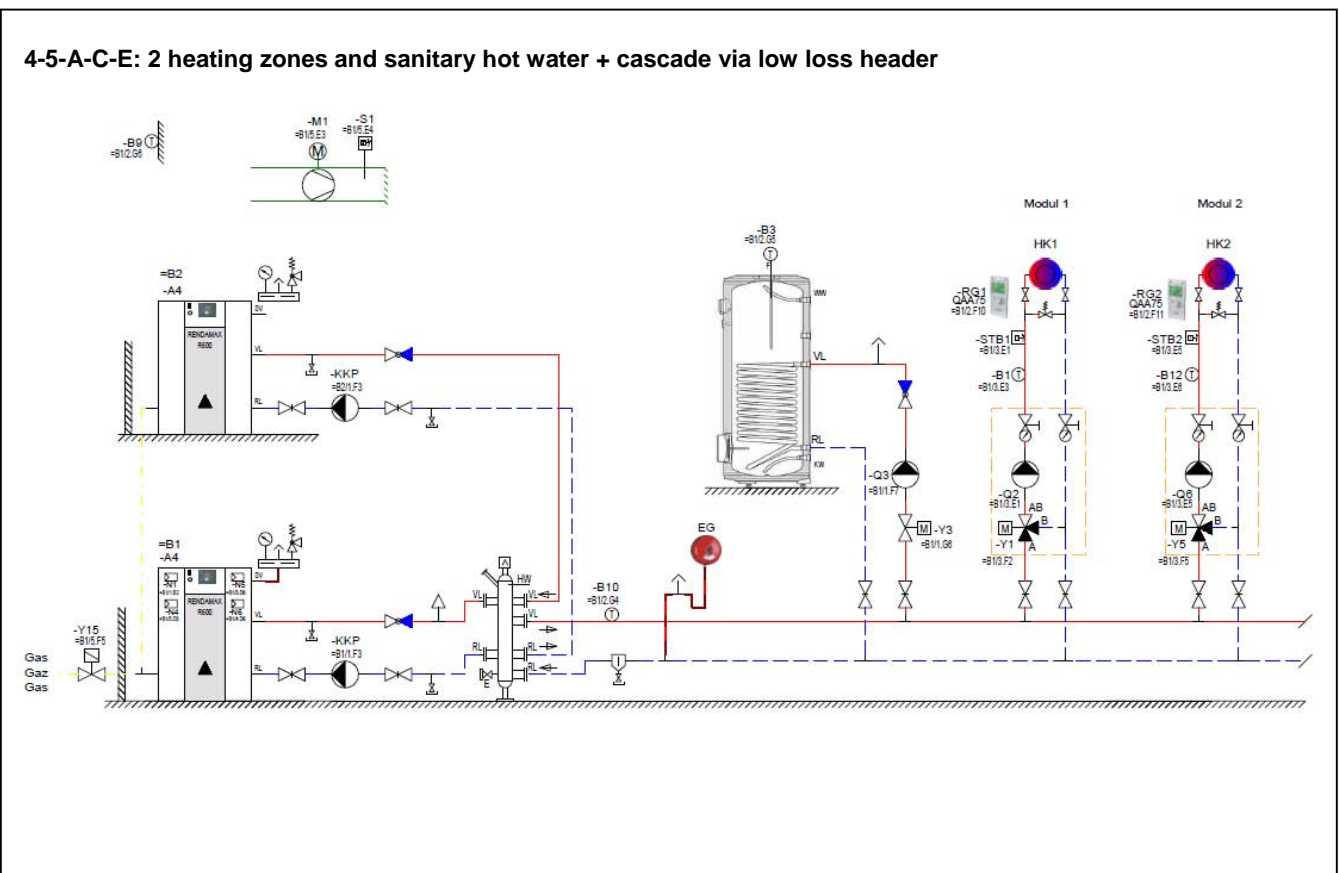 4-5-A-C-E: 2 heating zones and sanitary hot water + cascade via low loss header
-M1
=B1/5.E3
-S1
=B1/5.E4
-B9
T
=B1/2.G6
M
Modul 1
Modul 2
HK1
HK2
-B3
=B1/2.G5
T
F
=B2
-A4
SV
RENDAMAX
R600
VL
RL
-KKP
=B2/1.F3
WW
VL
RL
KW
-RG1
QAA75
=B1/2.F10
-RG2
QAA75
=B1/2.F11
-STB1
=B1/3.E1
-STB2
=B1/3.E5
-B1
T
=B1/3.E3
-B12
T
=B1/3.E6
-Q3
=B1/1.F7
-Q2
=B1/3.E1
AB
B
M
A
-Y1
=B1/3.F2
-Q6
=B1/3.E5
AB
B
M
A
-Y5
=B1/3.F5
M
-Y3
=B1/1.G6
EG
=B1
-A4
-N1
-N5
-N4
SV
RENDAMAX
R600
VL
RL
-KKP
=B1/1.F3
A
HW
VL
VL
VL
RL
RL
RL
E
-B10
=B1/2.G4
T
-Y15
=B1/5.F5
Gas
Gaz
Gas